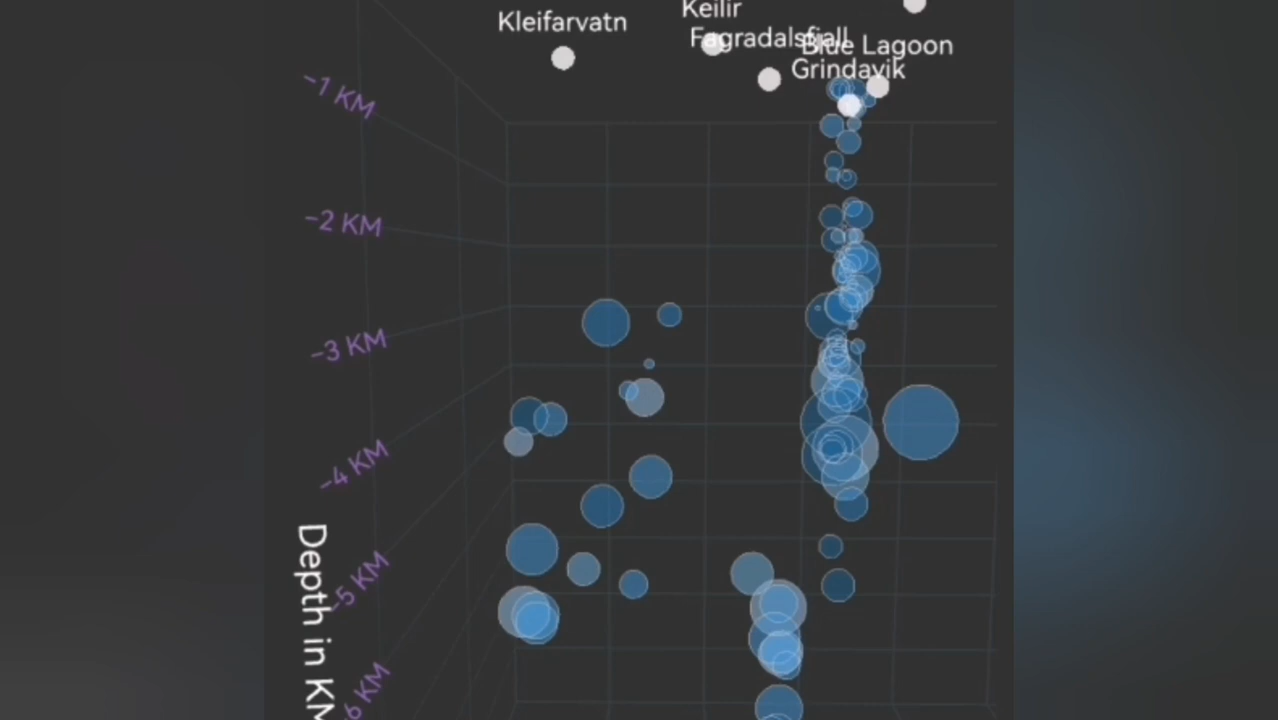 Keilir
Kleifarvatn
Fagradalsfjall
Blue Lagoon
Grindavik
-1 KM
-2 KM
-3 KM
-4 KM
-5 KM
6 KM
Depth in KM